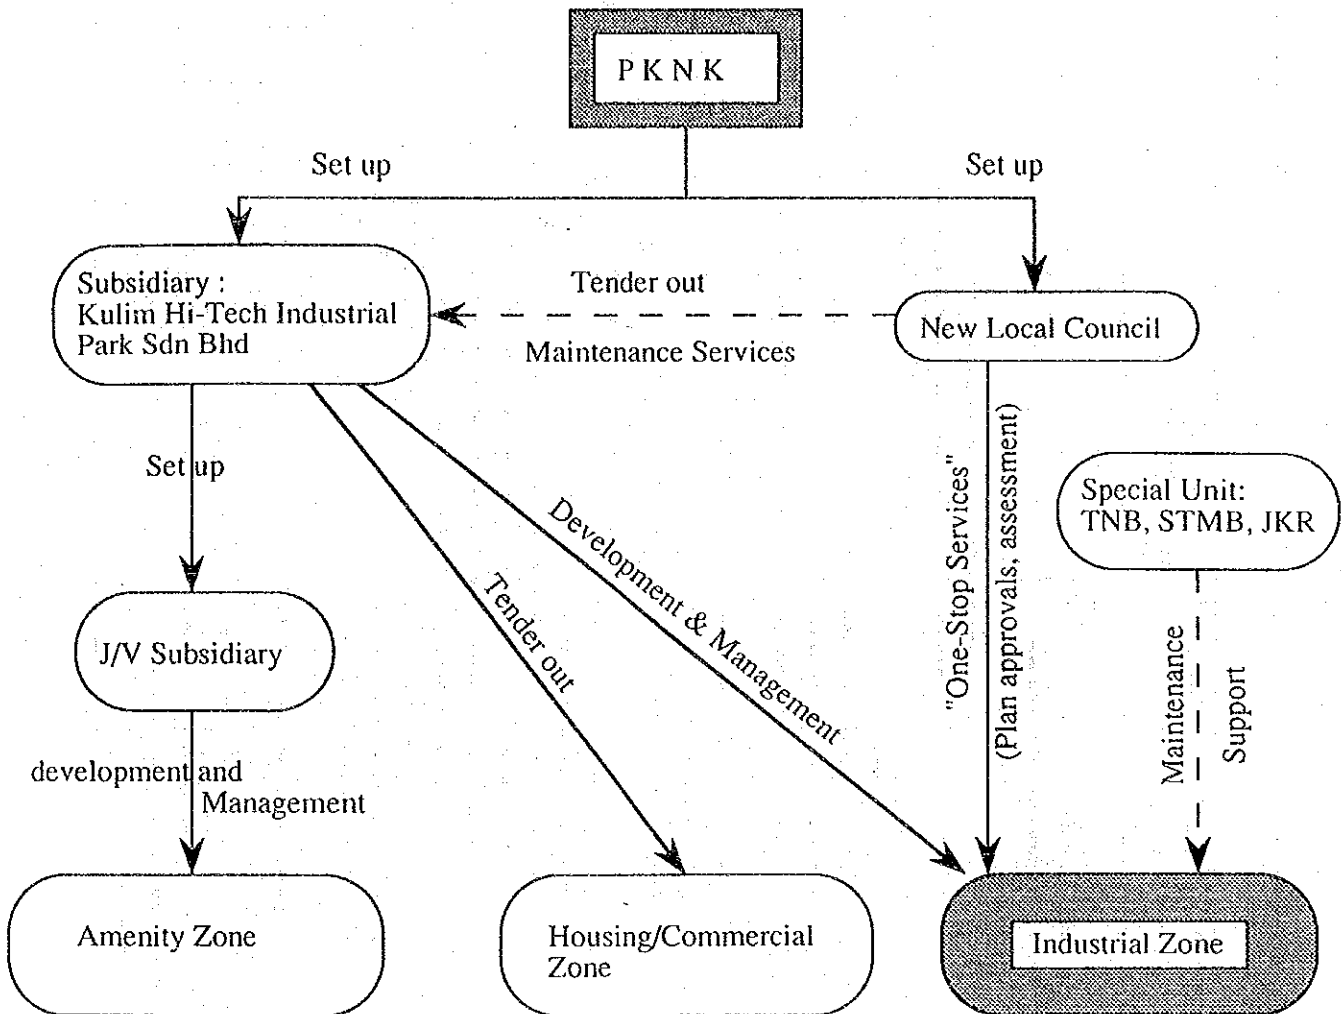 P K N K
Set up
Set up
Subsidiary :
Kulim Hi-Tech Industrial
Park Sdn Bhd
Tender out
Maintenance Services
New Local Council
Set up
Tender out
Development & Management
"One-Stop Services"
(Plan approvals, assessment)
Special Unit:
TNB, STMB, JKR
J/V Subsidiary
Maintenance
Support
development and
Management
Amenity Zone
Housing/Commercial
Zone
Industrial Zone